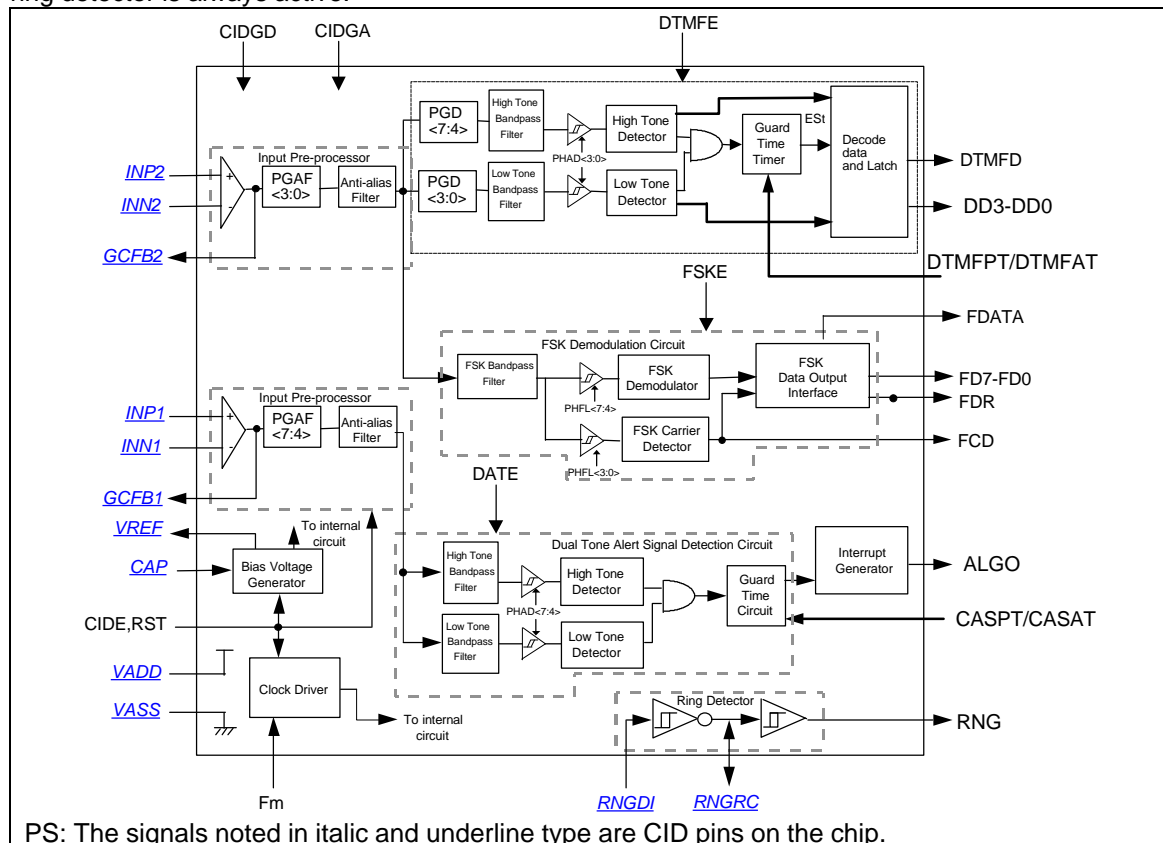 ring detector is always active.
CIDGD
CIDGA
DTMFE
High Tone
Bandpass
Filter
PGD
<7:4>
High Tone
Detector
ESt
Guard
Time
Timer
Decode
data
and Latch
PHAD<3:0>
Input Pre-processor
INP2
+
PGAF
<3:0>
Anti-alias
Filter
PGD
<3:0>
Low Tone
Bandpass
Filter
Low Tone
Detector
DTMFD
INN2
-
DD3-DD0
GCFB2
DTMFPT/DTMFAT
FSKE
FDATA
FSK Demodulation Circuit
FSK Bandpass
Filter
FSK
Demodulator
FSK
Data Output
Interface
FD7-FD0
FDR
PHFL<7:4>
Input Pre-processor
INP1
+
PGAF
<7:4>
Anti-alias
Filter
INN1
-
FSK Carrier
Detector
FCD
PHFL<3:0>
GCFB1
DATE
VREF
To internal
circuit
Dual Tone Alert Signal Detection Circuit
CAP
Bias Voltage
Generator
High Tone
Bandpass
Filter
High Tone
Detector
Guard
Time
Circuit
Interrupt
Generator
ALGO
PHAD<7:4>
CIDE,RST
Low Tone
Bandpass
Filter
Low Tone
Detector
CASPT/CASAT
VADD
Clock Driver
VASS
To internal
circuit
Ring Detector
RNG
Fm
RNGDI
RNGRC
PS: The signals noted in italic and underline type are CID pins on the chip.